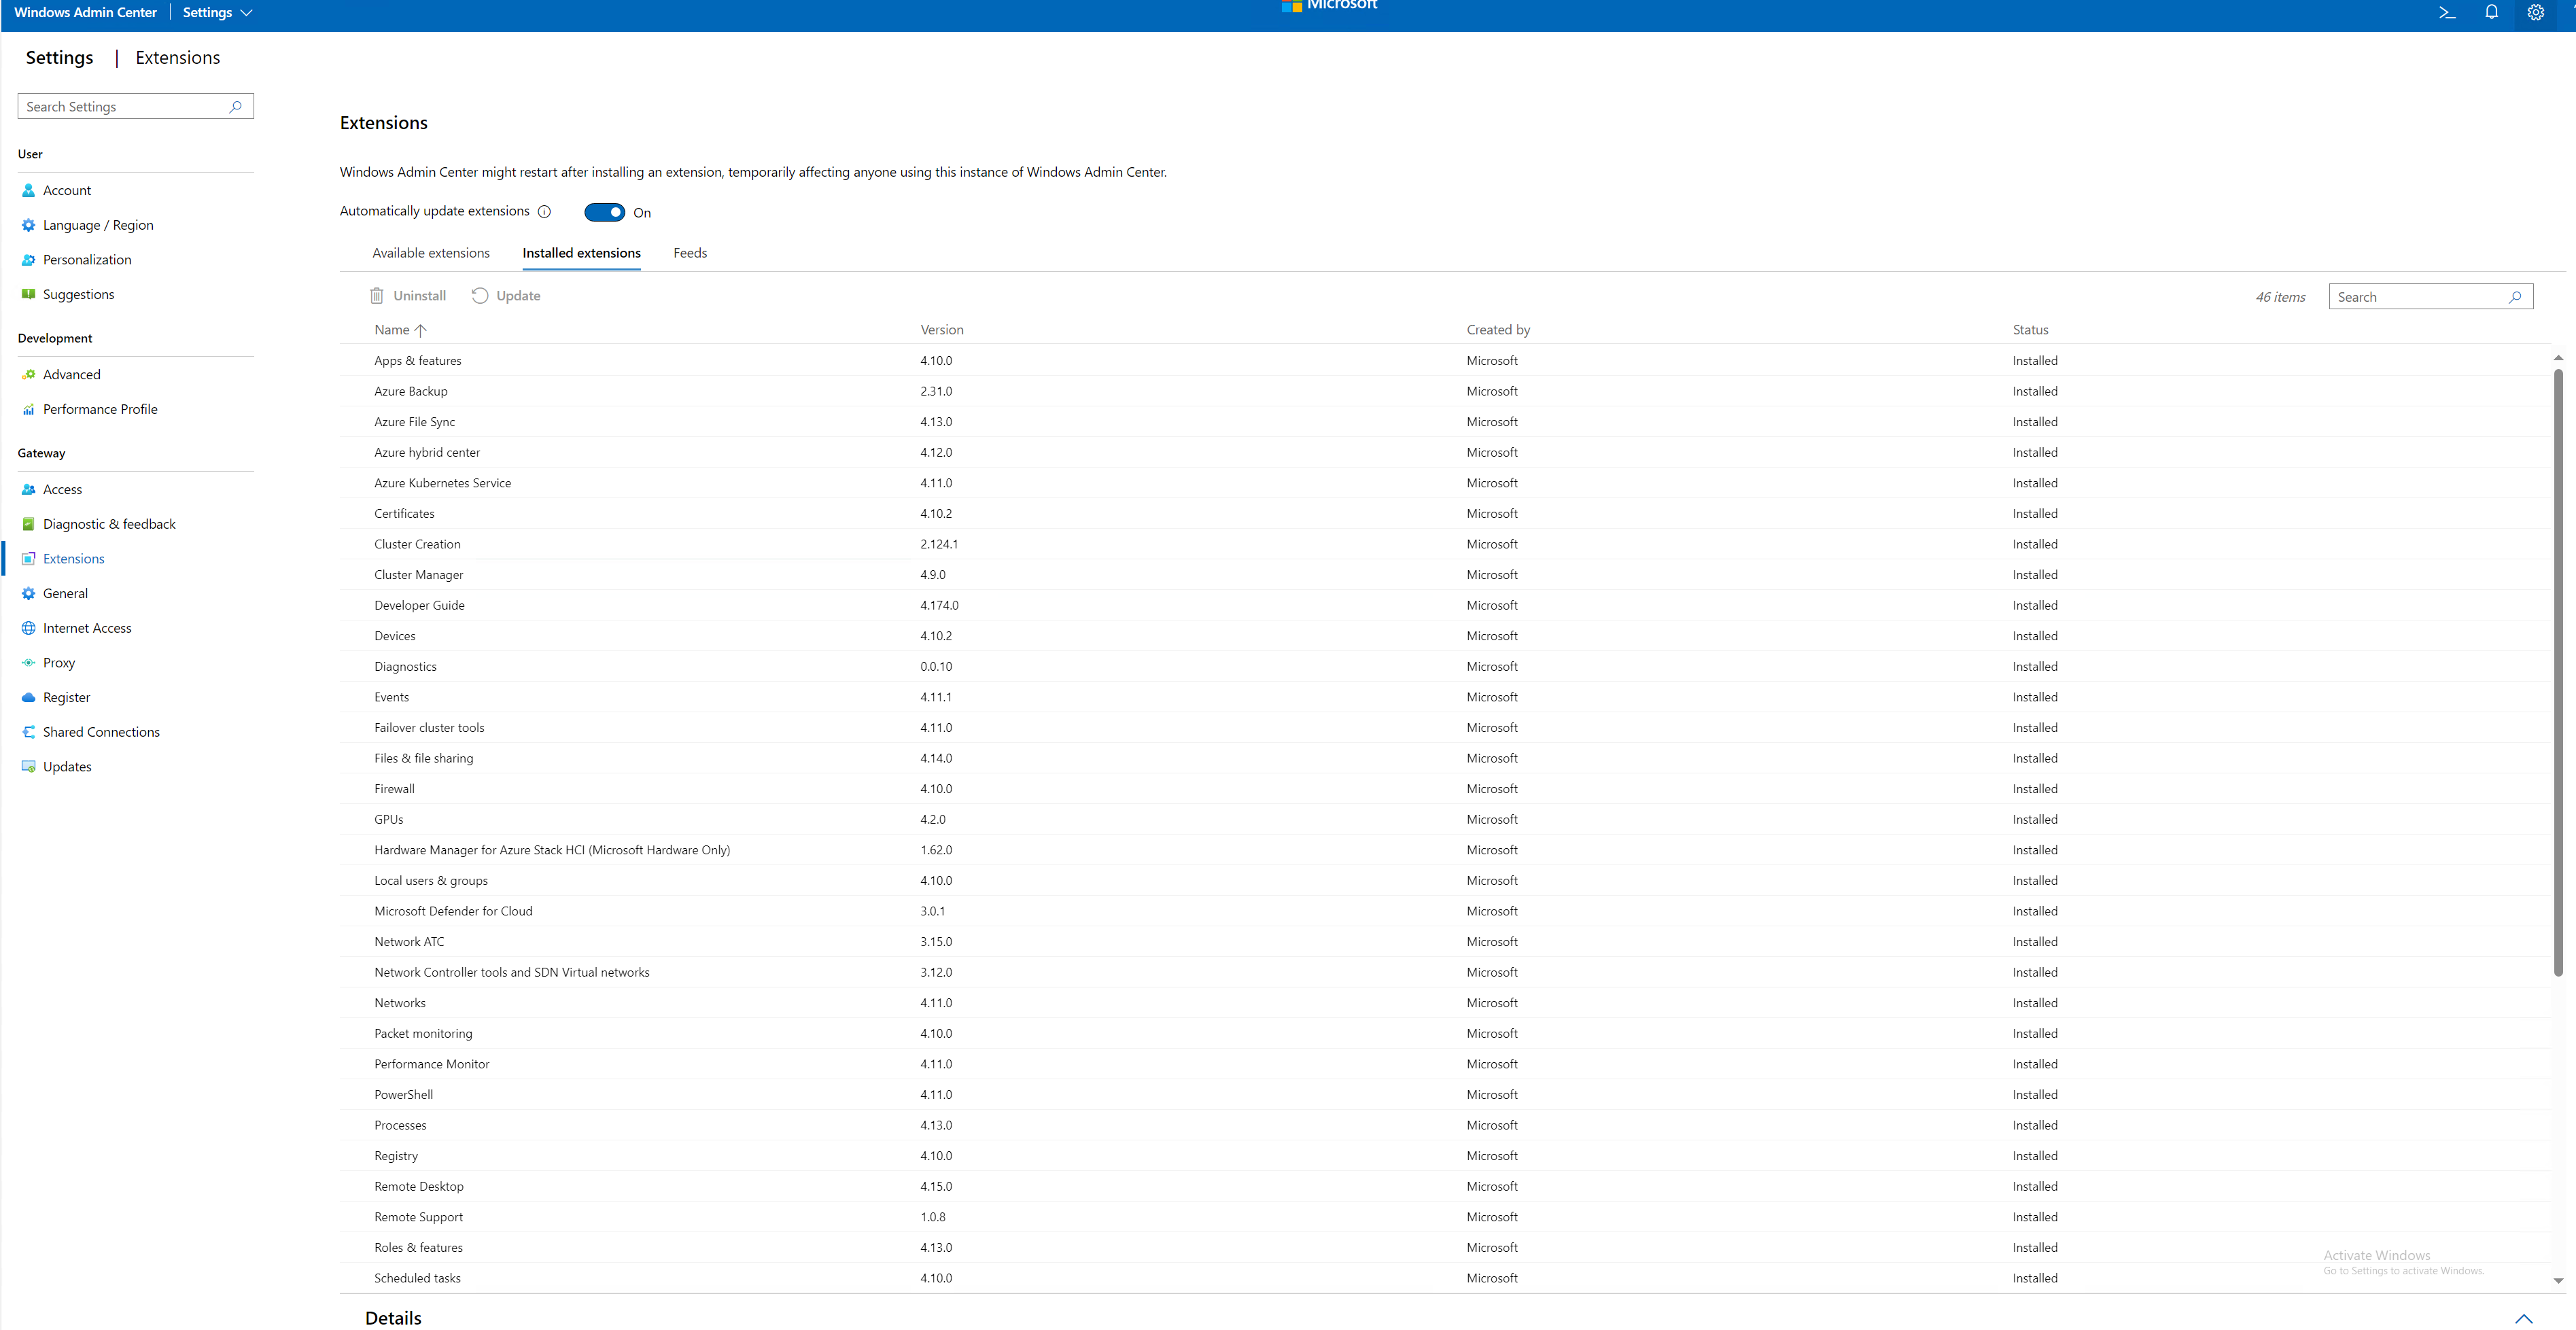 Windows Admin Center | Settings
Microsoft
Settings | Extensions
Search Settings
User
Account
Language / Region
Personalization
Suggestions
Development
Advanced
Performance Profile
Gateway
Access
Diagnostic & feedback
Extensions
General
Internet Access
Proxy
Register
Shared Connections
Updates
Extensions
Windows Admin Center might restart after installing an extension, temporarily affecting anyone using this instance of Windows Admin Center.
Automatically update extensions On
Available extensions Installed extensions Feeds
Uninstall Update 46 items Search
Name Version Created by Status
Apps & features 4.10.0 Microsoft Installed
Azure Backup 2.31.0 Microsoft Installed
Azure File Sync 4.13.0 Microsoft Installed
Azure hybrid center 4.12.0 Microsoft Installed
Azure Kubernetes Service 4.11.0 Microsoft Installed
Certificates 4.10.2 Microsoft Installed
Cluster Creation 2.124.1 Microsoft Installed
Cluster Manager 4.9.0 Microsoft Installed
Developer Guide 4.174.0 Microsoft Installed
Devices 4.10.2 Microsoft Installed
Diagnostics 0.0.10 Microsoft Installed
Events 4.11.1 Microsoft Installed
Failover cluster tools 4.11.0 Microsoft Installed
Files & file sharing 4.14.0 Microsoft Installed
Firewall 4.10.0 Microsoft Installed
GPUs 4.2.0 Microsoft Installed
Hardware Manager for Azure Stack HCI (Microsoft Hardware Only) 1.62.0 Microsoft Installed
Local users & groups 4.10.0 Microsoft Installed
Microsoft Defender for Cloud 3.0.1 Microsoft Installed
Network ATC 3.15.0 Microsoft Installed
Network Controller tools and SDN Virtual networks 3.12.0 Microsoft Installed
Networks 4.11.0 Microsoft Installed
Packet monitoring 4.10.0 Microsoft Installed
Performance Monitor 4.11.0 Microsoft Installed
PowerShell 4.11.0 Microsoft Installed
Processes 4.13.0 Microsoft Installed
Registry 4.10.0 Microsoft Installed
Remote Desktop 4.15.0 Microsoft Installed
Remote Support 1.0.8 Microsoft Installed
Roles & features 4.13.0 Microsoft Installed
Scheduled tasks 4.10.0 Microsoft Installed
Activate Windows
Go to Settings to activate Windows.
Details